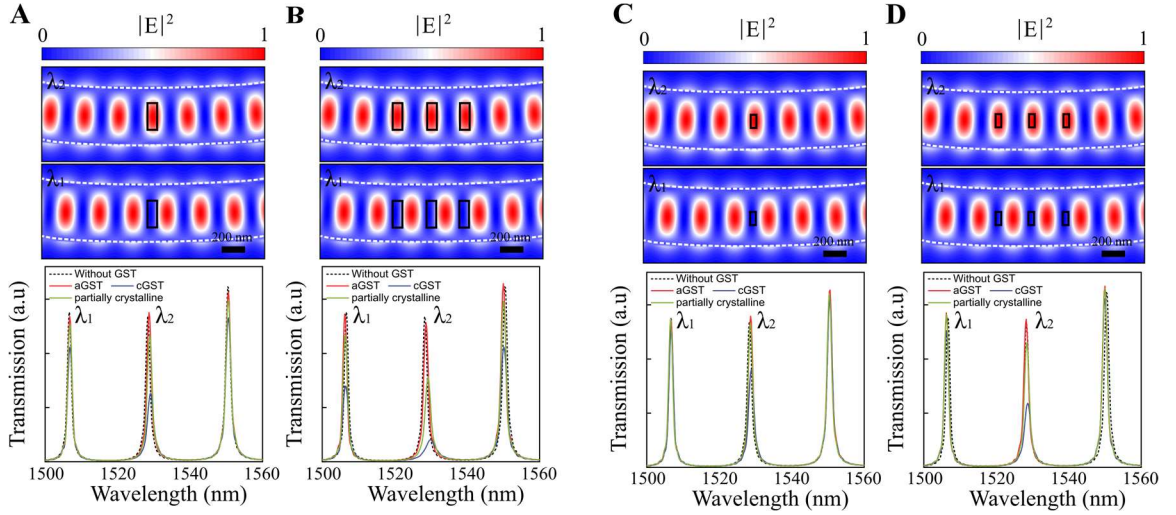 A
|E|²
0
1
λ2
λ1
200 nm
Transmission (a.u)
Without GST
aGST
cGST
partially crystalline
λ1
λ2
1500
1520
1540
1560
Wavelength (nm)
B
|E|²
0
1
λ2
λ1
200 nm
Transmission (a.u)
Without GST
aGST
cGST
partially crystalline
λ1
λ2
1500
1520
1540
1560
Wavelength (nm)
C
|E|²
0
1
λ2
λ1
200 nm
Transmission (a.u)
Without GST
aGST
cGST
partially crystalline
λ1
λ2
1500
1520
1540
1560
Wavelength (nm)
D
|E|²
0
1
λ2
λ1
200 nm
Transmission (a.u)
Without GST
aGST
cGST
partially crystalline
λ1
λ2
1500
1520
1540
1560
Wavelength (nm)